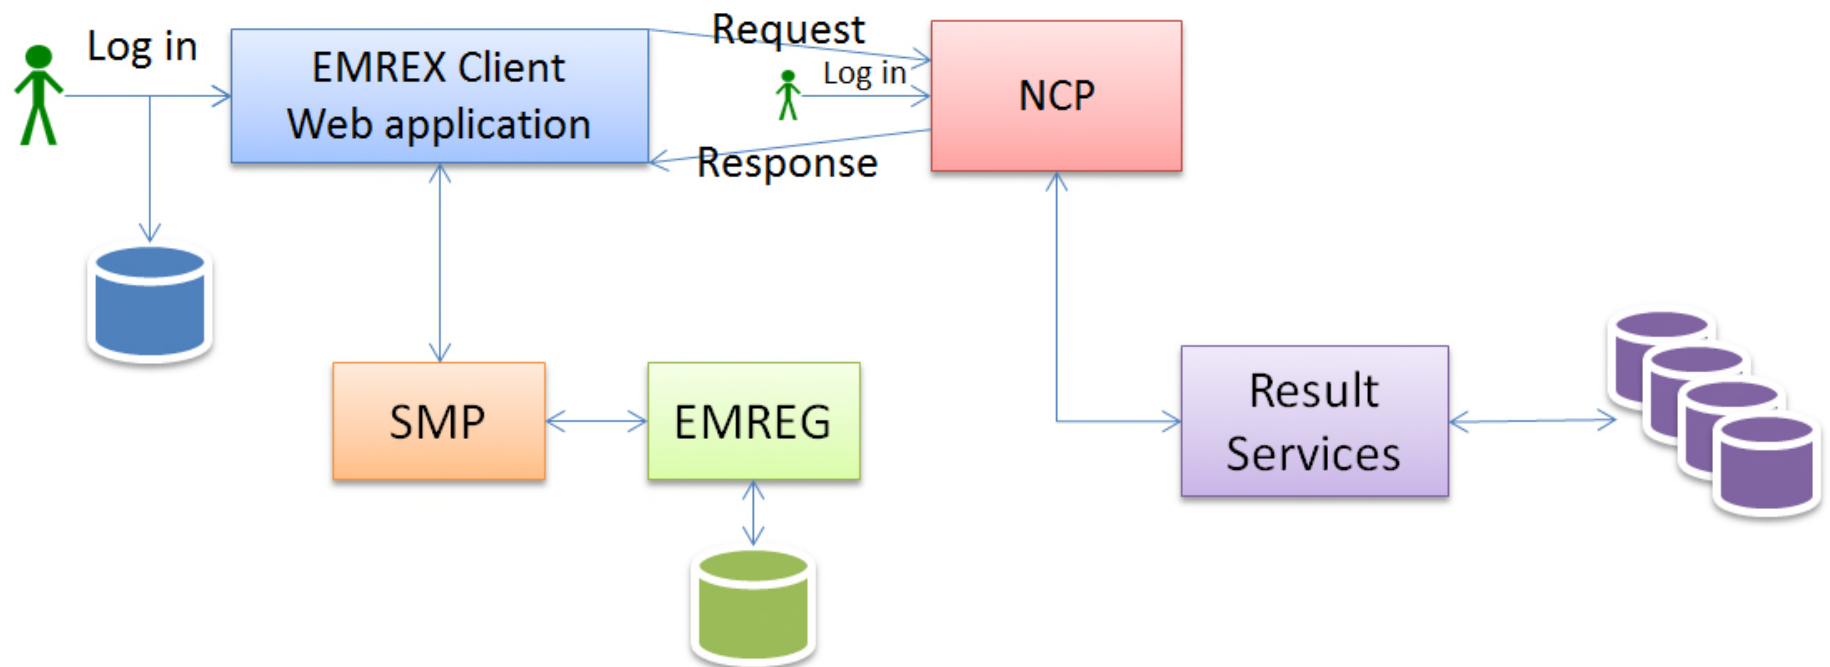 Log in
EMREX Client
Web application
Request
Log in
Response
NCP
SMP
EMREG
Result
Services